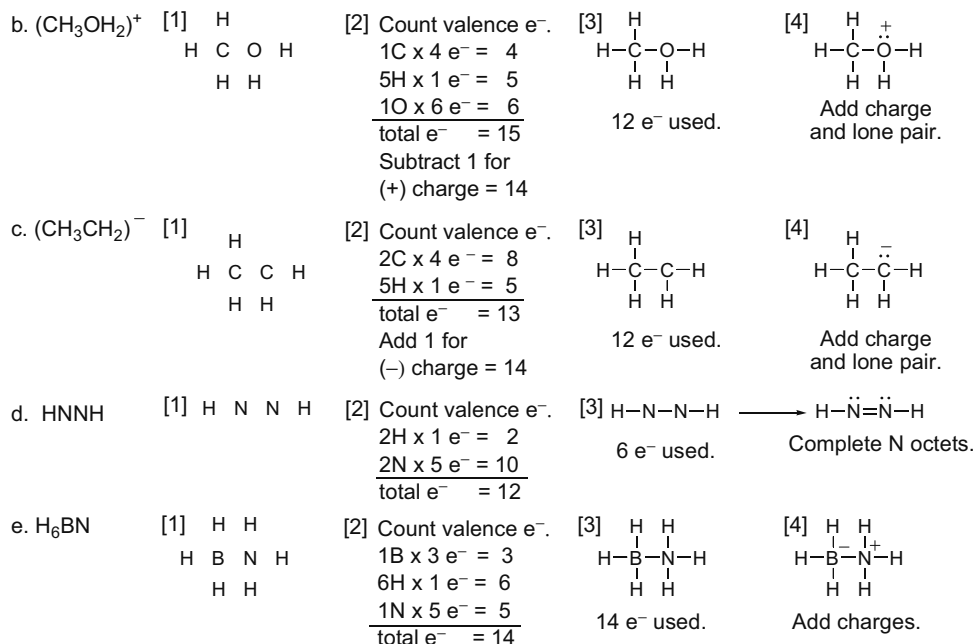 b. (CH₃OH₂)⁺ [1] H [2] Count valence e⁻. [3] H [4] H +
H C O H 1C x 4 e⁻ = 4 H–C–O–H H–C–Ö–H
H H 5H x 1 e⁻ = 5 H H H H
1O x 6 e⁻ = 6 12 e⁻ used. Add charge
total e⁻ = 15 and lone pair.
Subtract 1 for
(+) charge = 14
c. (CH₃CH₂)⁻ [1] H [2] Count valence e⁻. [3] H [4] H –
H C C H 2C x 4 e⁻ = 8 H–C–C–H H–C–C̈–H
H H 5H x 1 e⁻ = 5 H H H H
total e⁻ = 13
Add 1 for 12 e⁻ used. Add charge
(–) charge = 14 and lone pair.
d. HNNH [1] H N N H [2] Count valence e⁻. [3] H–N–N–H → H–N̈=N̈–H
2H x 1 e⁻ = 2 6 e⁻ used. Complete N octets.
2N x 5 e⁻ = 10
total e⁻ = 12
e. H₆BN [1] H H [2] Count valence e⁻. [3] H H [4] H H
H B N H 1B x 3 e⁻ = 3 H–B–N–H H–B⁻–N⁺–H
H H 6H x 1 e⁻ = 6 H H H H
1N x 5 e⁻ = 5 14 e⁻ used. Add charges.
total e⁻ = 14